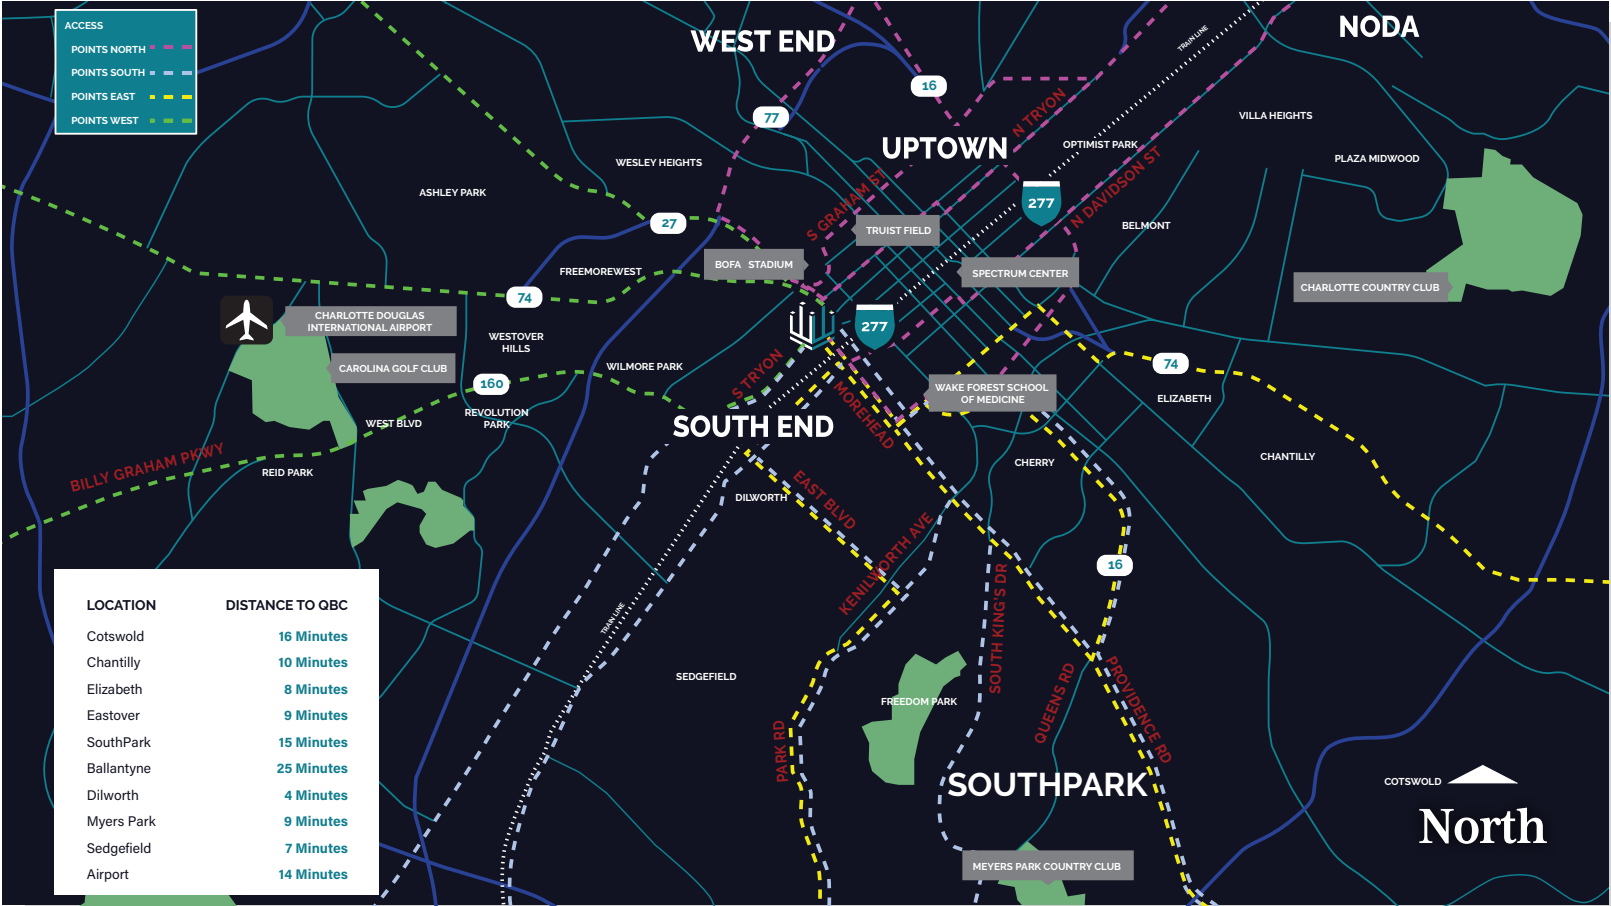 ACCESS
POINTS NORTH
POINTS SOUTH
POINTS EAST
POINTS WEST
WEST END
NODA
16
77
N TRYON
TRAIN LINE
UPTOWN
OPTIMIST PARK
VILLA HEIGHTS
PLAZA MIDWOOD
WESLEY HEIGHTS
ASHLEY PARK
S GRAHAM ST
N DAVIDSON ST
277
27
TRUIST FIELD
BELMONT
BOFA STADIUM
FREEMOREWEST
SPECTRUM CENTER
CHARLOTTE COUNTRY CLUB
74
CHARLOTTE DOUGLAS
INTERNATIONAL AIRPORT
277
WESTOVER
HILLS
CAROLINA GOLF CLUB
WILMORE PARK
74
160
S TRYON
MOREHEAD
WAKE FOREST SCHOOL
OF MEDICINE
ELIZABETH
REVOLUTION
PARK
WEST BLVD
SOUTH END
BILLY GRAHAM PKWY
REID PARK
CHERRY
CHANTILLY
DILWORTH
EAST BLVD
KENILWORTH AVE
16
SOUTH KING'S DR
TRAIN LINE
SEDGEFIELD
FREEDOM PARK
QUEENS RD
PROVIDENCE RD
PARK RD
SOUTHPARK
COTSWOLD
North
MEYERS PARK COUNTRY CLUB
LOCATION DISTANCE TO QBC
Cotswold 16 Minutes
Chantilly 10 Minutes
Elizabeth 8 Minutes
Eastover 9 Minutes
SouthPark 15 Minutes
Ballantyne 25 Minutes
Dilworth 4 Minutes
Myers Park 9 Minutes
Sedgefield 7 Minutes
Airport 14 Minutes